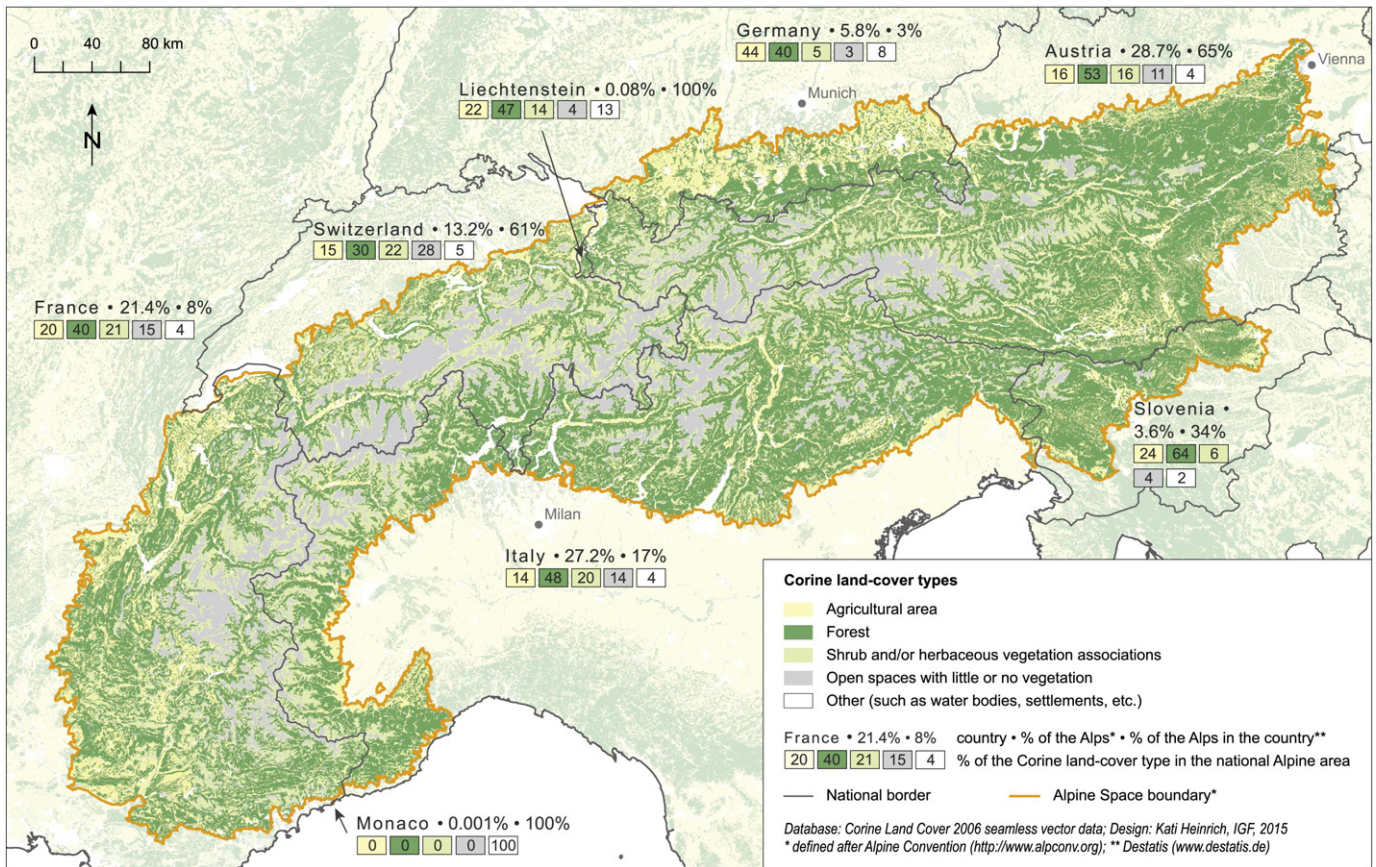 0 40 80 km
N
Germany • 5.8% • 3%
44 40 5 3 8
Munich
Austria • 28.7% • 65%
16 53 16 11 4
Vienna
Liechtenstein • 0.08% • 100%
22 47 14 4 13
Switzerland • 13.2% • 61%
15 30 22 28 5
France • 21.4% • 8%
20 40 21 15 4
Slovenia •
3.6% • 34%
24 64 6
4 2
Milan
Italy • 27.2% • 17%
14 48 20 14 4
Monaco • 0.001% • 100%
0 0 0 0 100
Corine land-cover types
Agricultural area
Forest
Shrub and/or herbaceous vegetation associations
Open spaces with little or no vegetation
Other (such as water bodies, settlements, etc.)
France • 21.4% • 8% country • % of the Alps* • % of the Alps in the country**
20 40 21 15 4 % of the Corine land-cover type in the national Alpine area
National border Alpine Space boundary*
Database: Corine Land Cover 2006 seamless vector data; Design: Kati Heinrich, IGF, 2015
* defined after Alpine Convention (http://www.alpconv.org); ** Destatis (www.destatis.de)